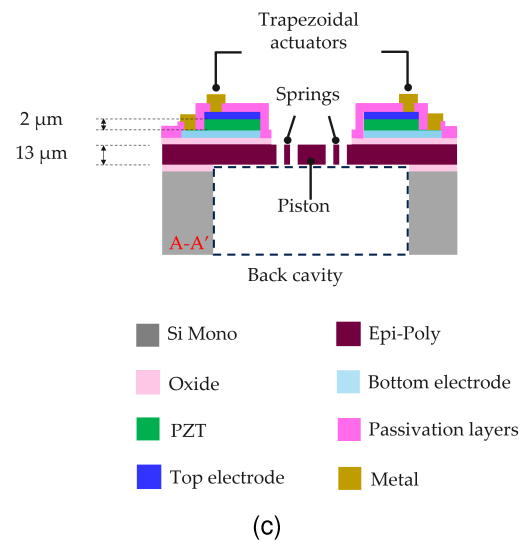 Trapezoidal
actuators
Springs
2 μm
13 μm
Piston
A-A’
Back cavity
Si Mono
Epi-Poly
Oxide
Bottom electrode
PZT
Passivation layers
Top electrode
Metal
(c)